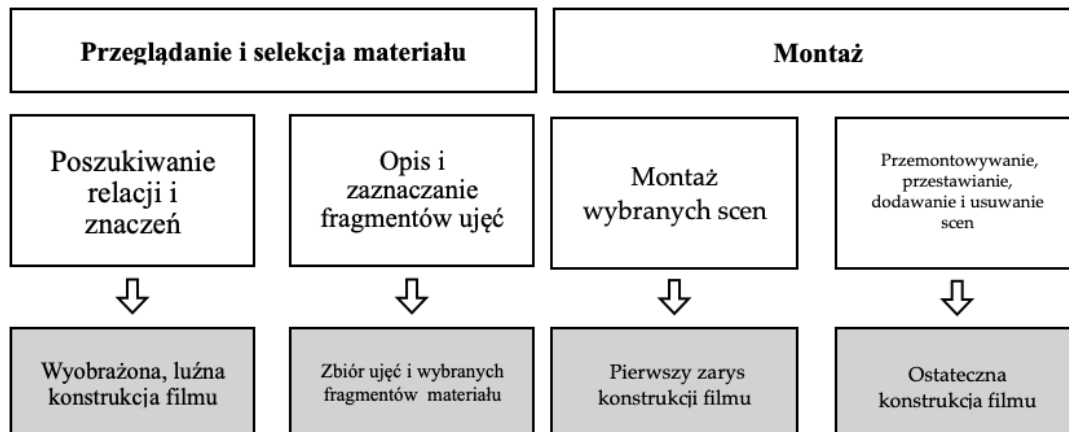 Przeglądanie i selekcja materiału
Montaż
Poszukiwanie
relacji i
znaczeń
Opis i
zaznaczanie
fragmentów ujęć
Montaż
wybranych scen
Przemontowywanie,
przestawianie,
dodawanie i usuwanie
scen
Wyobrażona, luźna
konstrukcja filmu
Zbiór ujęć i wybranych
fragmentów materiału
Pierwszy zarys
konstrukcji filmu
Ostateczna
konstrukcja filmu